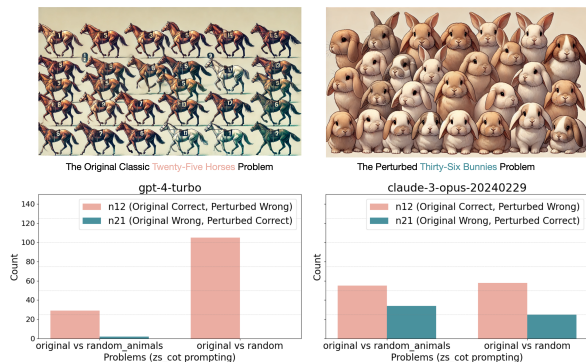 The Original Classic Twenty-Five Horses Problem
The Perturbed Thirty-Six Bunnies Problem
gpt-4-turbo
n12 (Original Correct, Perturbed Wrong)
n21 (Original Wrong, Perturbed Correct)
Count
140
120
100
80
60
40
20
0
original vs random_animals
original vs random
Problems (zs_cot prompting)
claude-3-opus-20240229
n12 (Original Correct, Perturbed Wrong)
n21 (Original Wrong, Perturbed Correct)
Count
original vs random_animals
original vs random
Problems (zs_cot prompting)